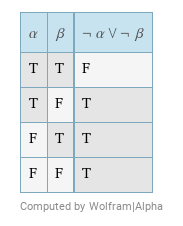 α β ¬ α ∨ ¬ β
T T F
T F T
F T T
F F T
Computed by Wolfram|Alpha